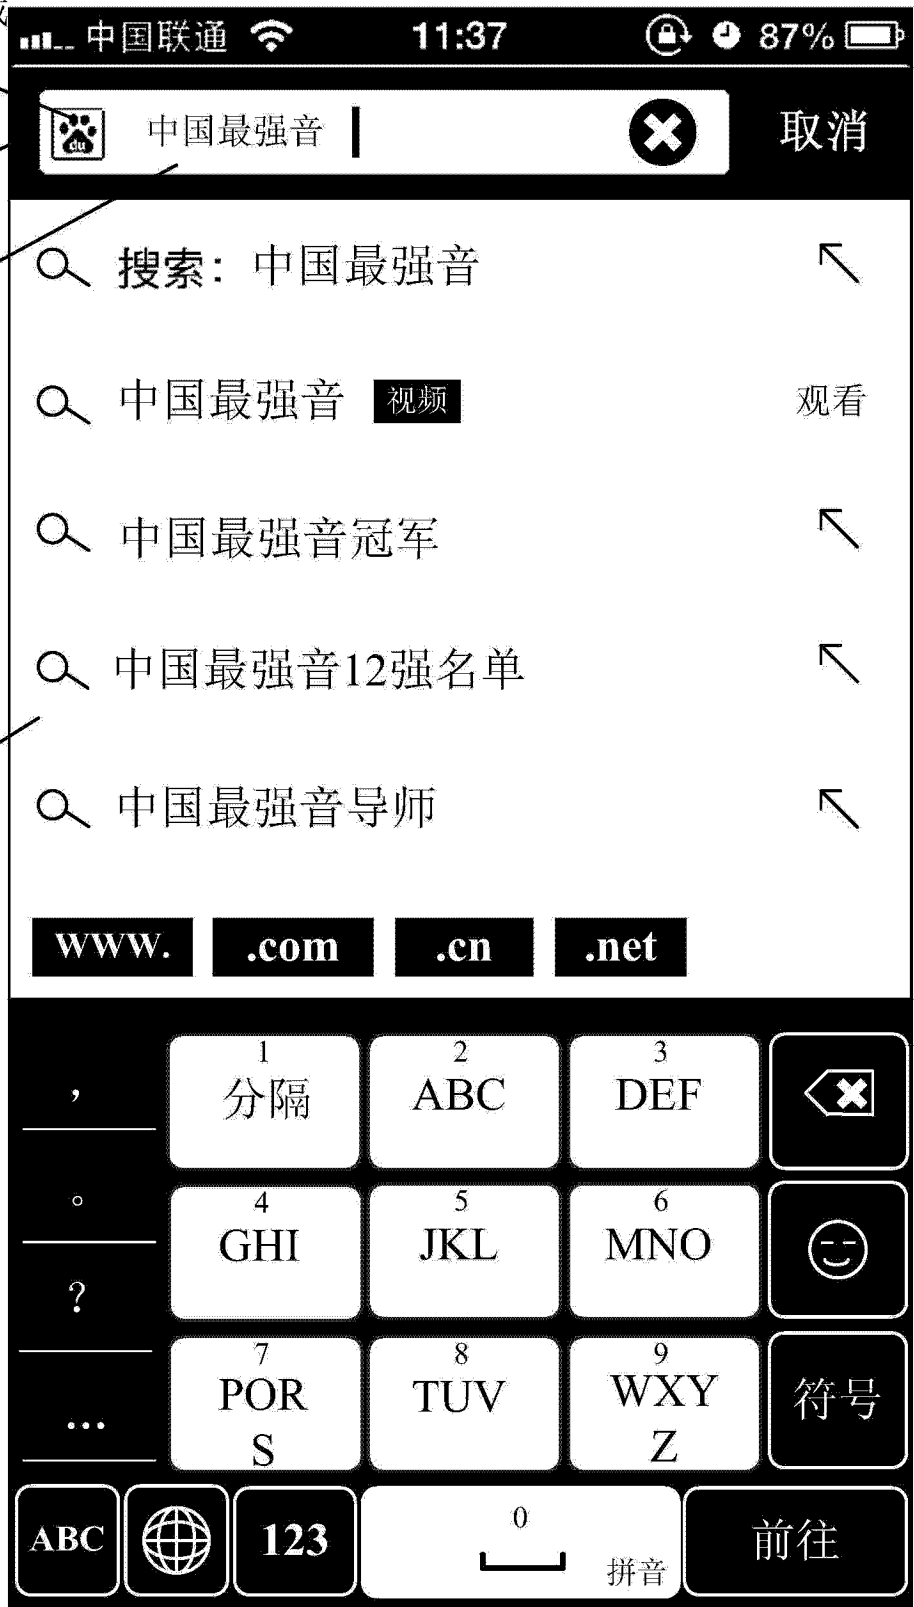 中国联通 11:37 87%
du 中国最强音 取消
搜索：中国最强音
中国最强音 视频 观看
中国最强音冠军
中国最强音12强名单
中国最强音导师
www. .com .cn .net
， 1 2 3
分隔 ABC DEF
。 4 5 6
GHI JKL MNO
？
7 8 9
PQR TUV WXY 符号
… S Z
ABC 123 0 拼音 前往